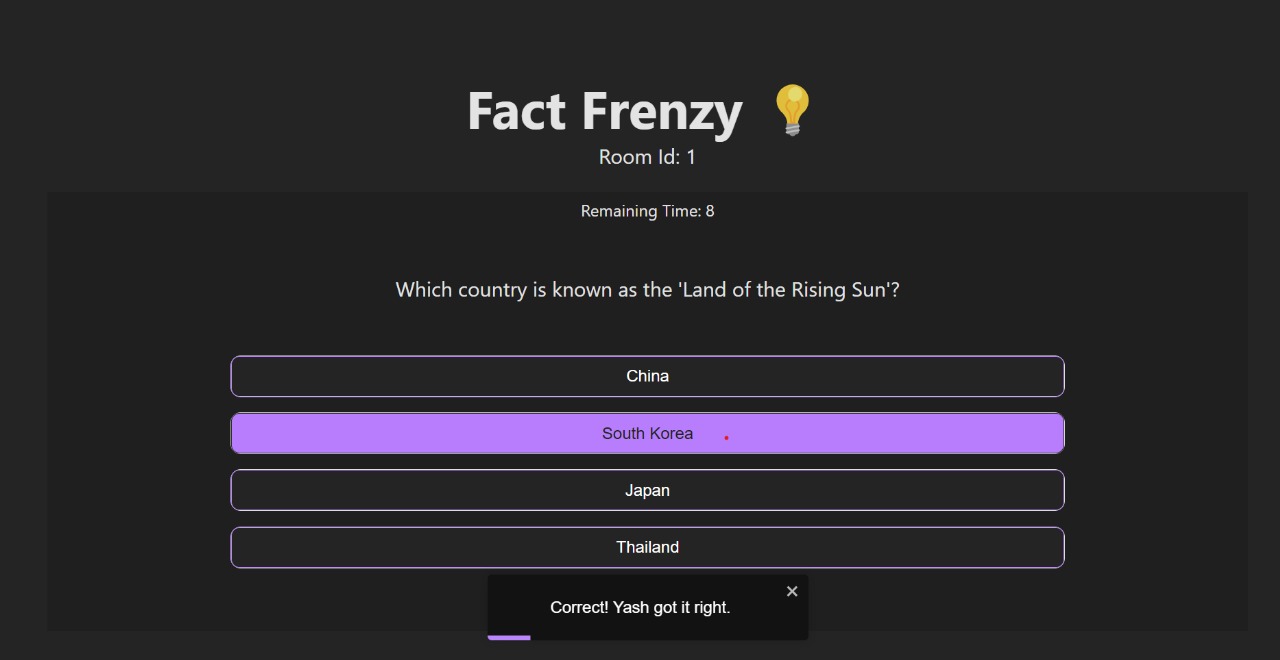 Fact Frenzy 💡
Room Id: 1
Remaining Time: 8
Which country is known as the 'Land of the Rising Sun'?
China
South Korea
Japan
Thailand
Correct! Yash got it right.